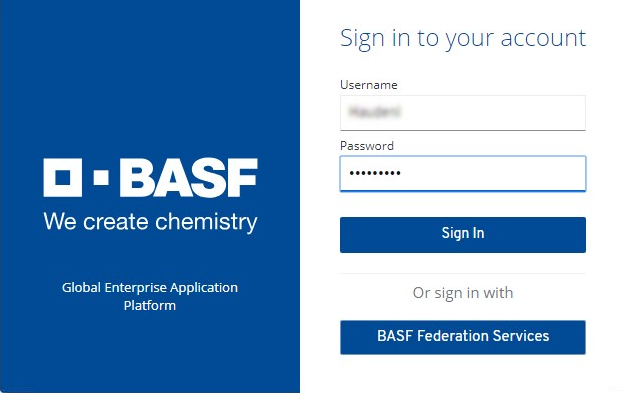 BASF
We create chemistry
Global Enterprise Application
Platform
Sign in to your account
Username
Password
•••••••••
Sign In
Or sign in with
BASF Federation Services